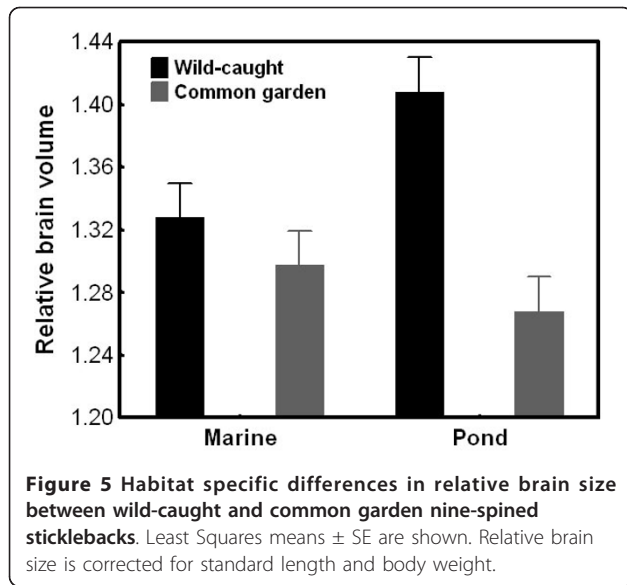 1.44
Wild-caught
Common garden
1.40
1.36
1.32
1.28
1.24
1.20
Relative brain volume
Marine Pond
Figure 5 Habitat specific differences in relative brain size
between wild-caught and common garden nine-spined
sticklebacks. Least Squares means ± SE are shown. Relative brain
size is corrected for standard length and body weight.